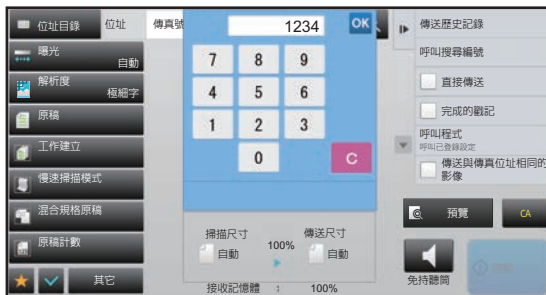 位址目錄
位址
傳真號
1234
OK
傳送歷史記錄
曝光
自動
7 8 9
呼叫搜尋編號
解析度
極細字
4 5 6
直接傳送
原稿
1 2 3
完成的戳記
工作建立
0
C
呼叫程式
呼叫已登錄設定
慢速掃描模式
傳送與傳真位址相同的
影像
混合規格原稿
預覽
CA
原稿計數
掃描尺寸
自動
100%
傳送尺寸
自動
其它
接收記憶體 : 100%
免持聽筒